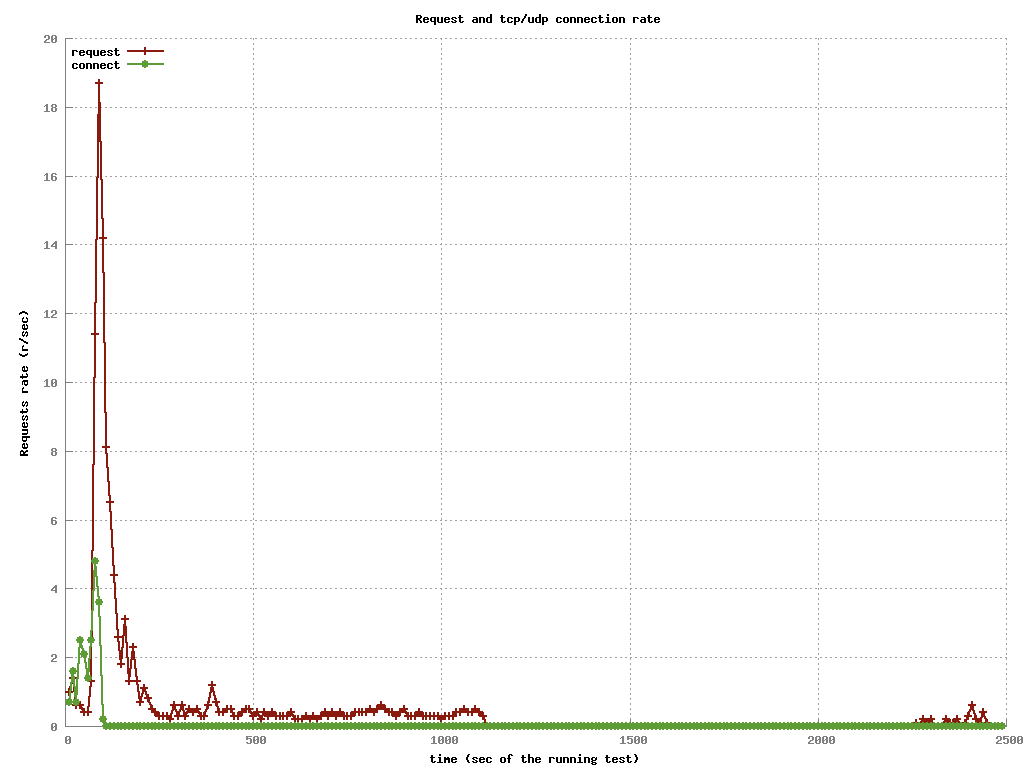 Request and tcp/udp connection rate
request
connect
20
18
16
14
12
10
8
6
4
2
0
Requests rate (r/sec)
0 500 1000 1500 2000 2500
time (sec of the running test)